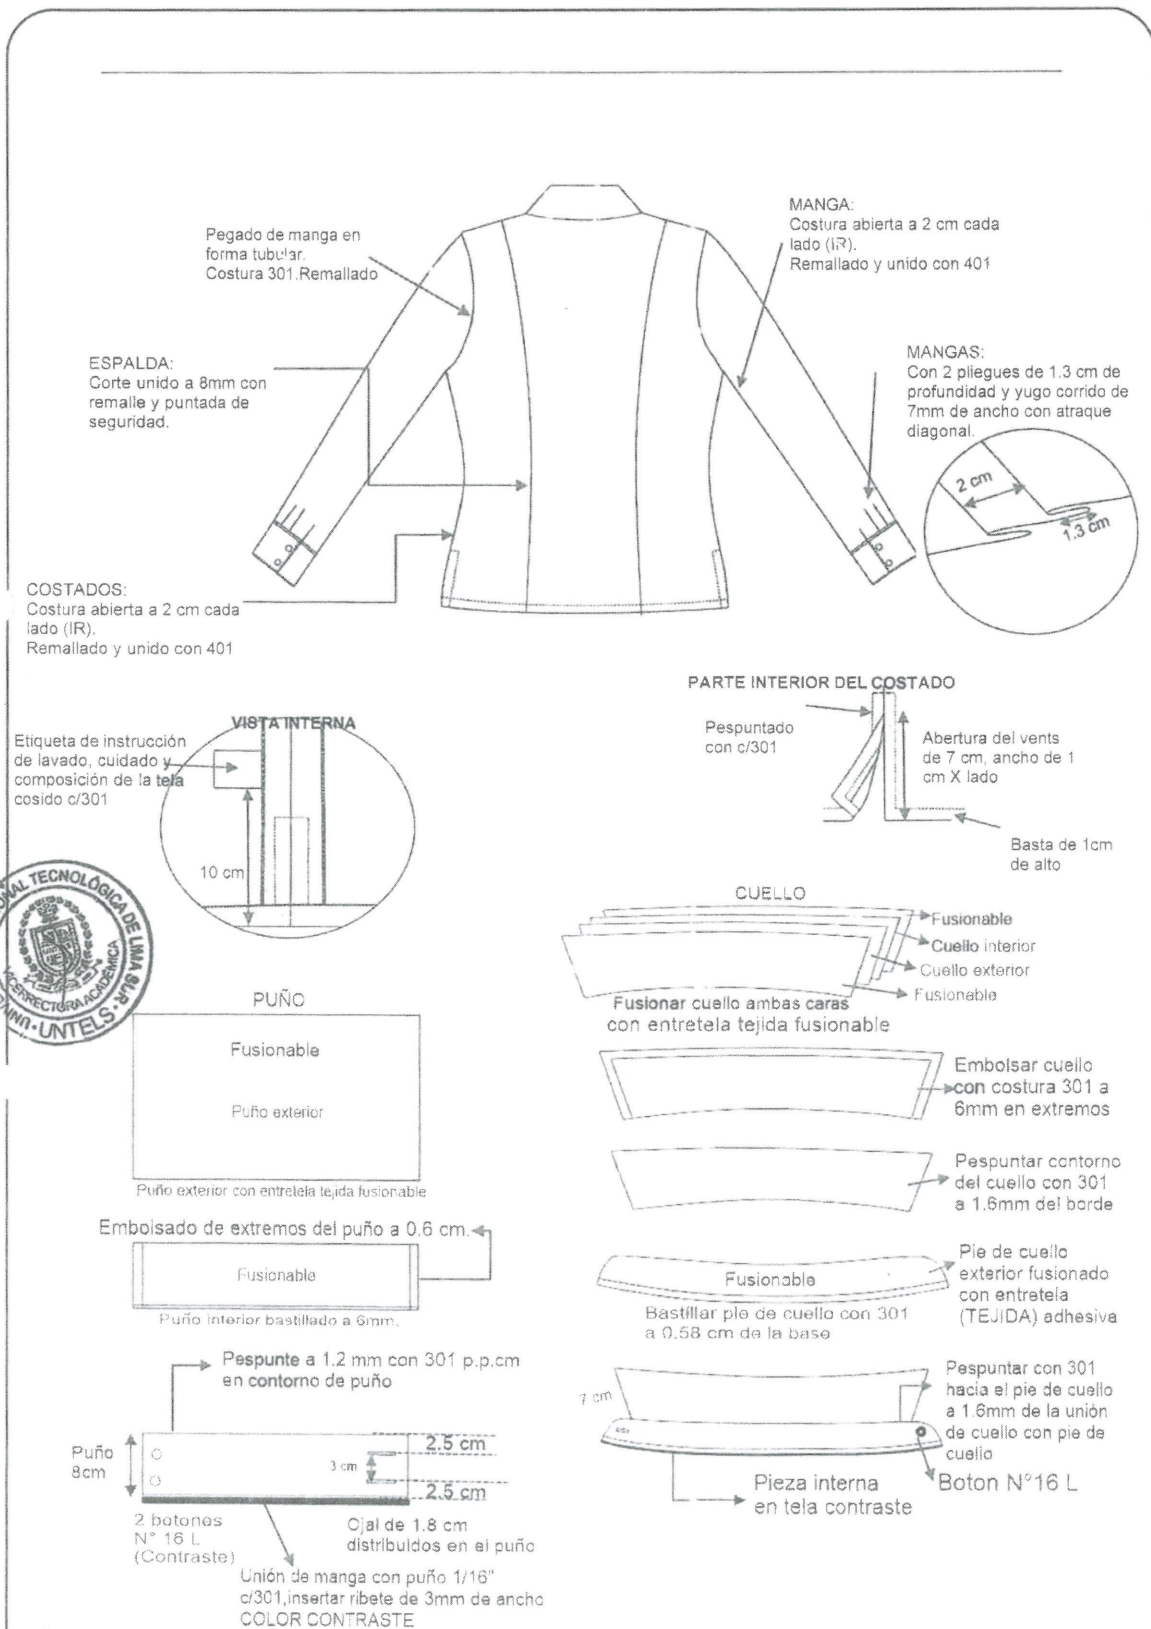 Pegado de manga en
forma tubular.
Costura 301.Remallado
MANGA:
Costura abierta a 2 cm cada
lado (IR).
Remallado y unido con 401
ESPALDA:
Corte unido a 8mm con
remalle y puntada de
seguridad.
MANGAS:
Con 2 pliegues de 1.3 cm de
profundidad y yugo corrido de
7mm de ancho con atraque
diagonal.
2 cm
1.3 cm
COSTADOS:
Costura abierta a 2 cm cada
lado (IR).
Remallado y unido con 401
PARTE INTERIOR DEL COSTADO
Pespuntado
con c/301
Abertura del vents
de 7 cm, ancho de 1
cm X lado
Basta de 1cm
de alto
VISTA INTERNA
Etiqueta de instrucción
de lavado, cuidado y
composición de la tela
cosido c/301
10 cm
NAL TECNOLÓGICA DE LIMA SUR
VICERRECTORA ACADÉMICA
UNTELS
CUELLO
Fusionable
Cuello interior
Cuello exterior
Fusionable
Fusionar cuello ambas caras
con entretela tejida fusionable
Embolsar cuello
con costura 301 a
6mm en extremos
Pespuntar contorno
del cuello con 301
a 1.6mm del borde
Fusionable
Pie de cuello
exterior fusionado
con entretela
(TEJIDA) adhesiva
Bastillar pie de cuello con 301
a 0.58 cm de la base
7 cm
Pespuntar con 301
hacia el pie de cuello
a 1.6mm de la unión
de cuello con pie de
cuello
Pieza interna
en tela contraste
Boton N°16 L
PUÑO
Fusionable
Puño exterior
Puño exterior con entretela tejida fusionable
Embolsado de extremos del puño a 0.6 cm.
Fusionable
Puño interior bastillado a 6mm.
Pespunte a 1.2 mm con 301 p.p.cm
en contorno de puño
Puño
8cm
2.5 cm
3 cm
2.5 cm
2 botones
N° 16 L
(Contraste)
Ojal de 1.8 cm
distribuidos en el puño
Unión de manga con puño 1/16"
c/301,insertar ribete de 3mm de ancho
COLOR CONTRASTE